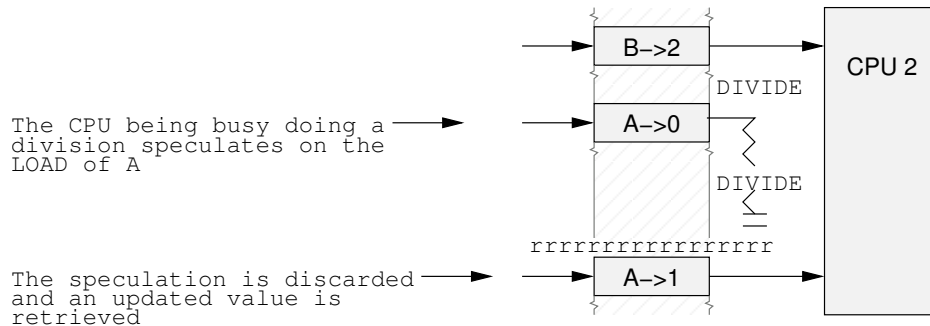 B->2
CPU 2
DIVIDE
The CPU being busy doing a
division speculates on the
LOAD of A
A->0
DIVIDE
rrrrrrrrrrrrrrrrr
The speculation is discarded
and an updated value is
retrieved
A->1